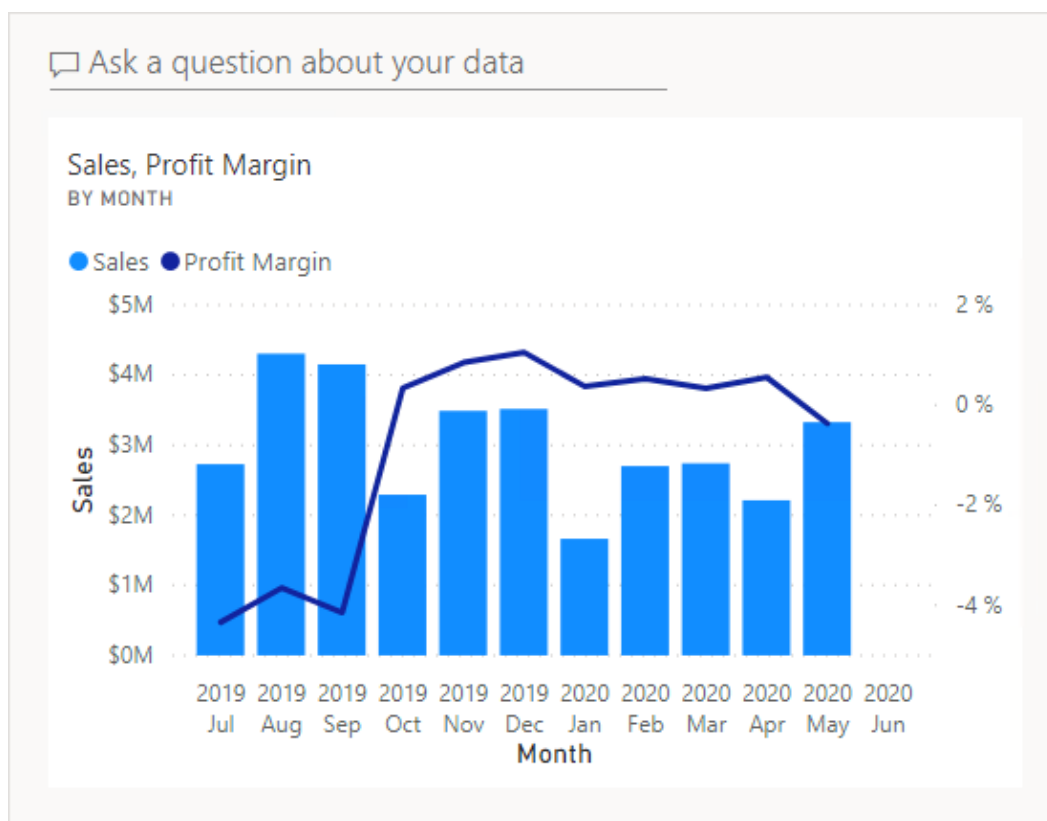 Ask a question about your data
Sales, Profit Margin
BY MONTH
Sales Profit Margin
$5M
$4M
$3M
$2M
$1M
$0M
Sales
2 %
0 %
-2 %
-4 %
2019 2019 2019 2019 2019 2019 2020 2020 2020 2020 2020 2020
Jul Aug Sep Oct Nov Dec Jan Feb Mar Apr May Jun
Month